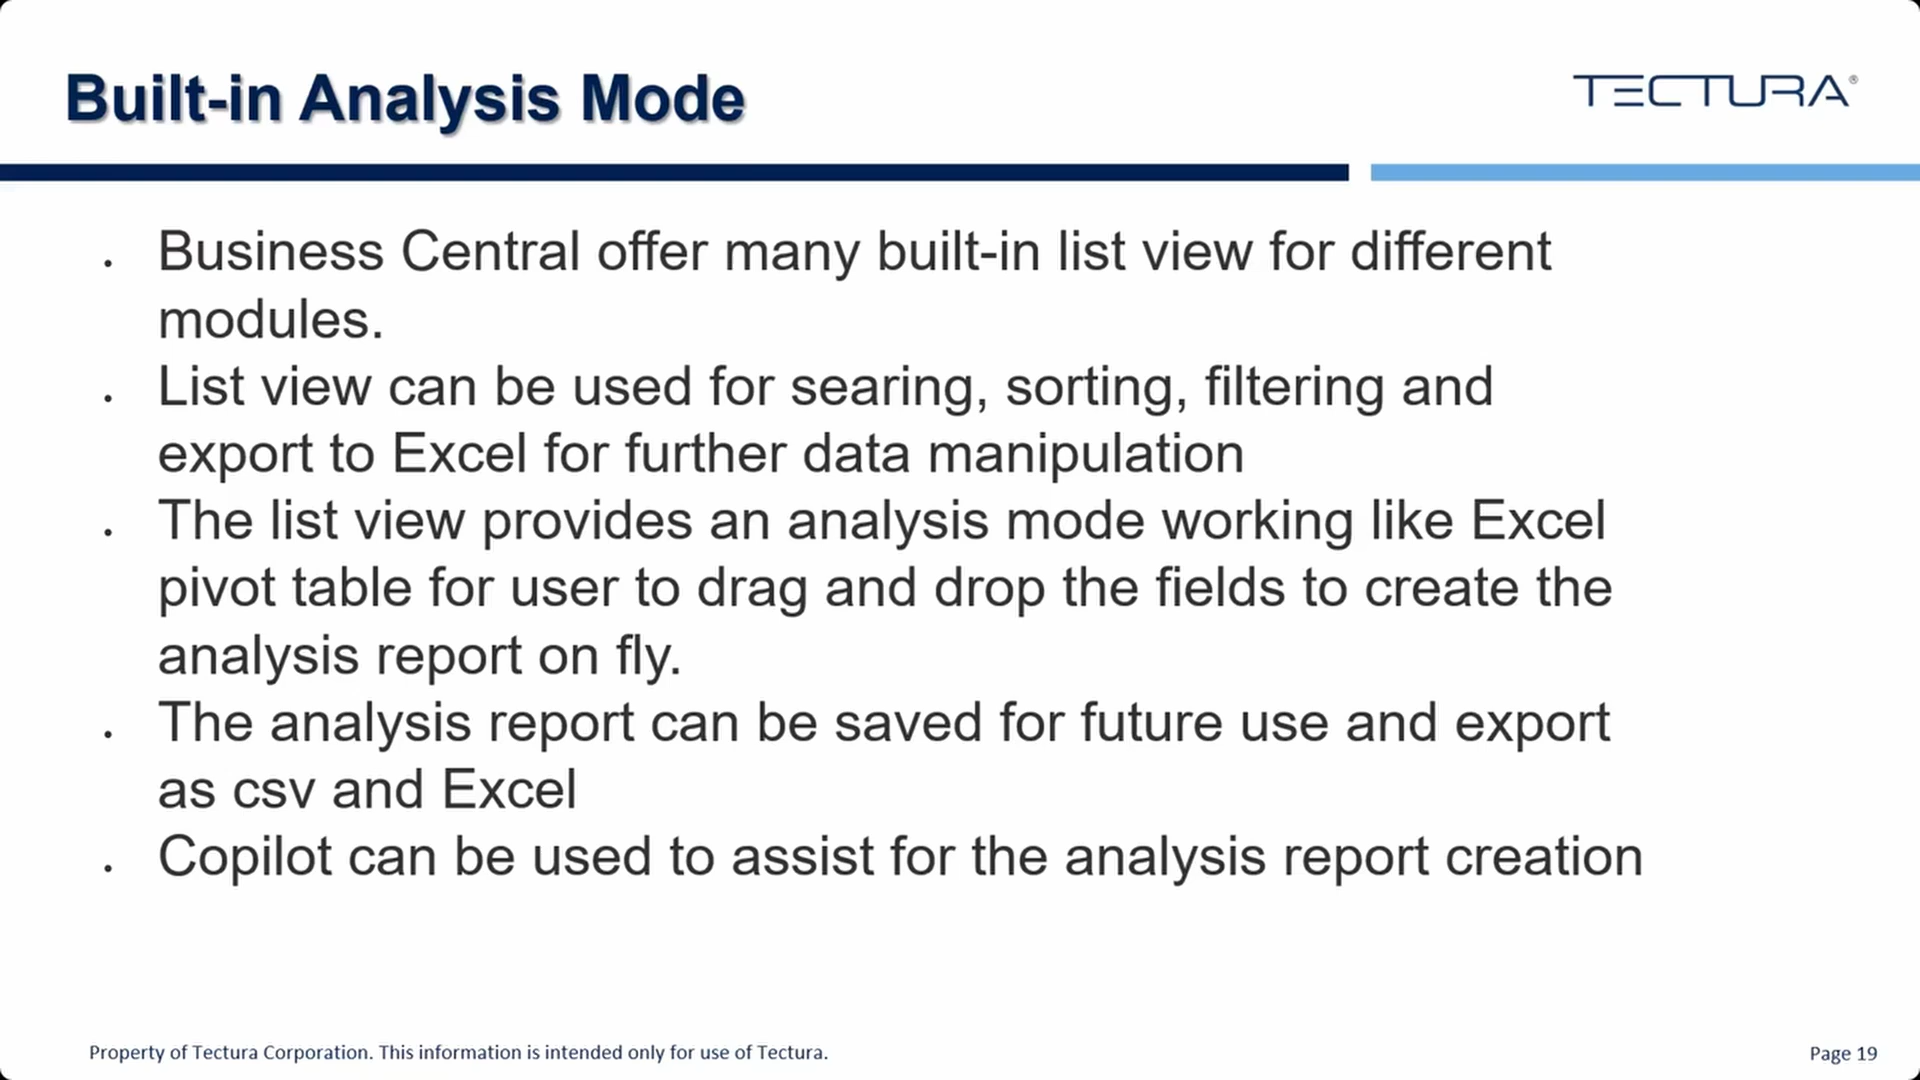 Built-in Analysis Mode
TECTURA®
• Business Central offer many built-in list view for different
modules.
• List view can be used for searing, sorting, filtering and
export to Excel for further data manipulation
• The list view provides an analysis mode working like Excel
pivot table for user to drag and drop the fields to create the
analysis report on fly.
• The analysis report can be saved for future use and export
as csv and Excel
• Copilot can be used to assist for the analysis report creation
Property of Tectura Corporation. This information is intended only for use of Tectura.
Page 19